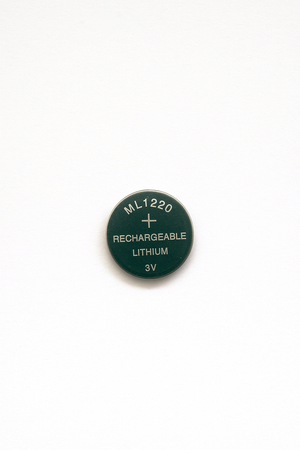 ML1220
+
RECHARGEABLE
LITHIUM
3V